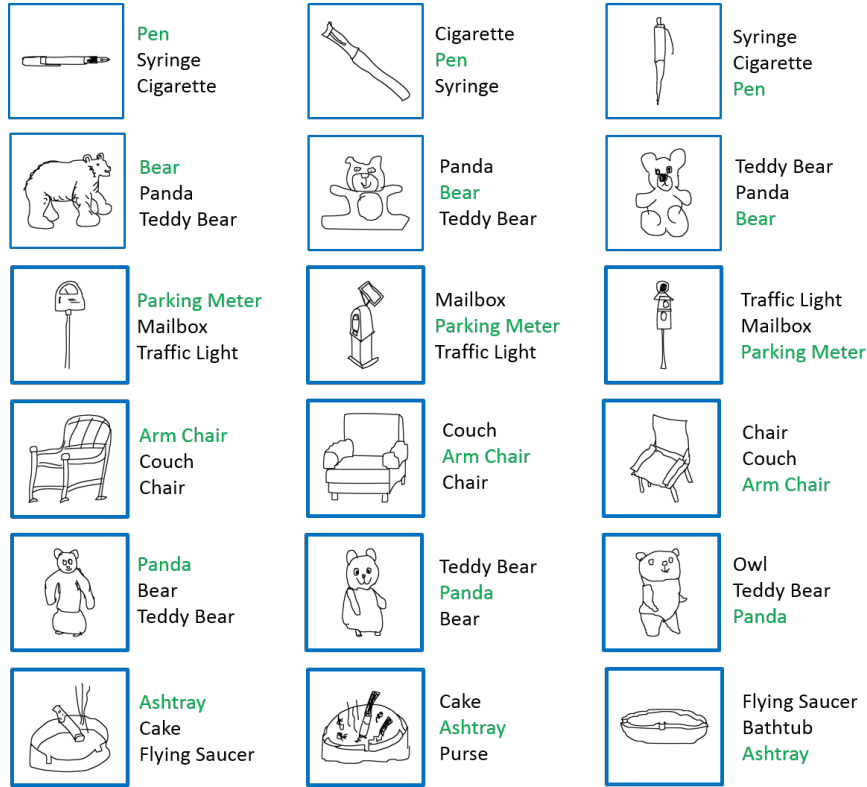 Pen
Syringe
Cigarette
Cigarette
Pen
Syringe
Syringe
Cigarette
Pen
Bear
Panda
Teddy Bear
Panda
Bear
Teddy Bear
Teddy Bear
Panda
Bear
Parking Meter
Mailbox
Traffic Light
Mailbox
Parking Meter
Traffic Light
Traffic Light
Mailbox
Parking Meter
Arm Chair
Couch
Chair
Couch
Arm Chair
Chair
Chair
Couch
Arm Chair
Panda
Bear
Teddy Bear
Teddy Bear
Panda
Bear
Owl
Teddy Bear
Panda
Ashtray
Cake
Flying Saucer
Cake
Ashtray
Purse
Flying Saucer
Bathtub
Ashtray